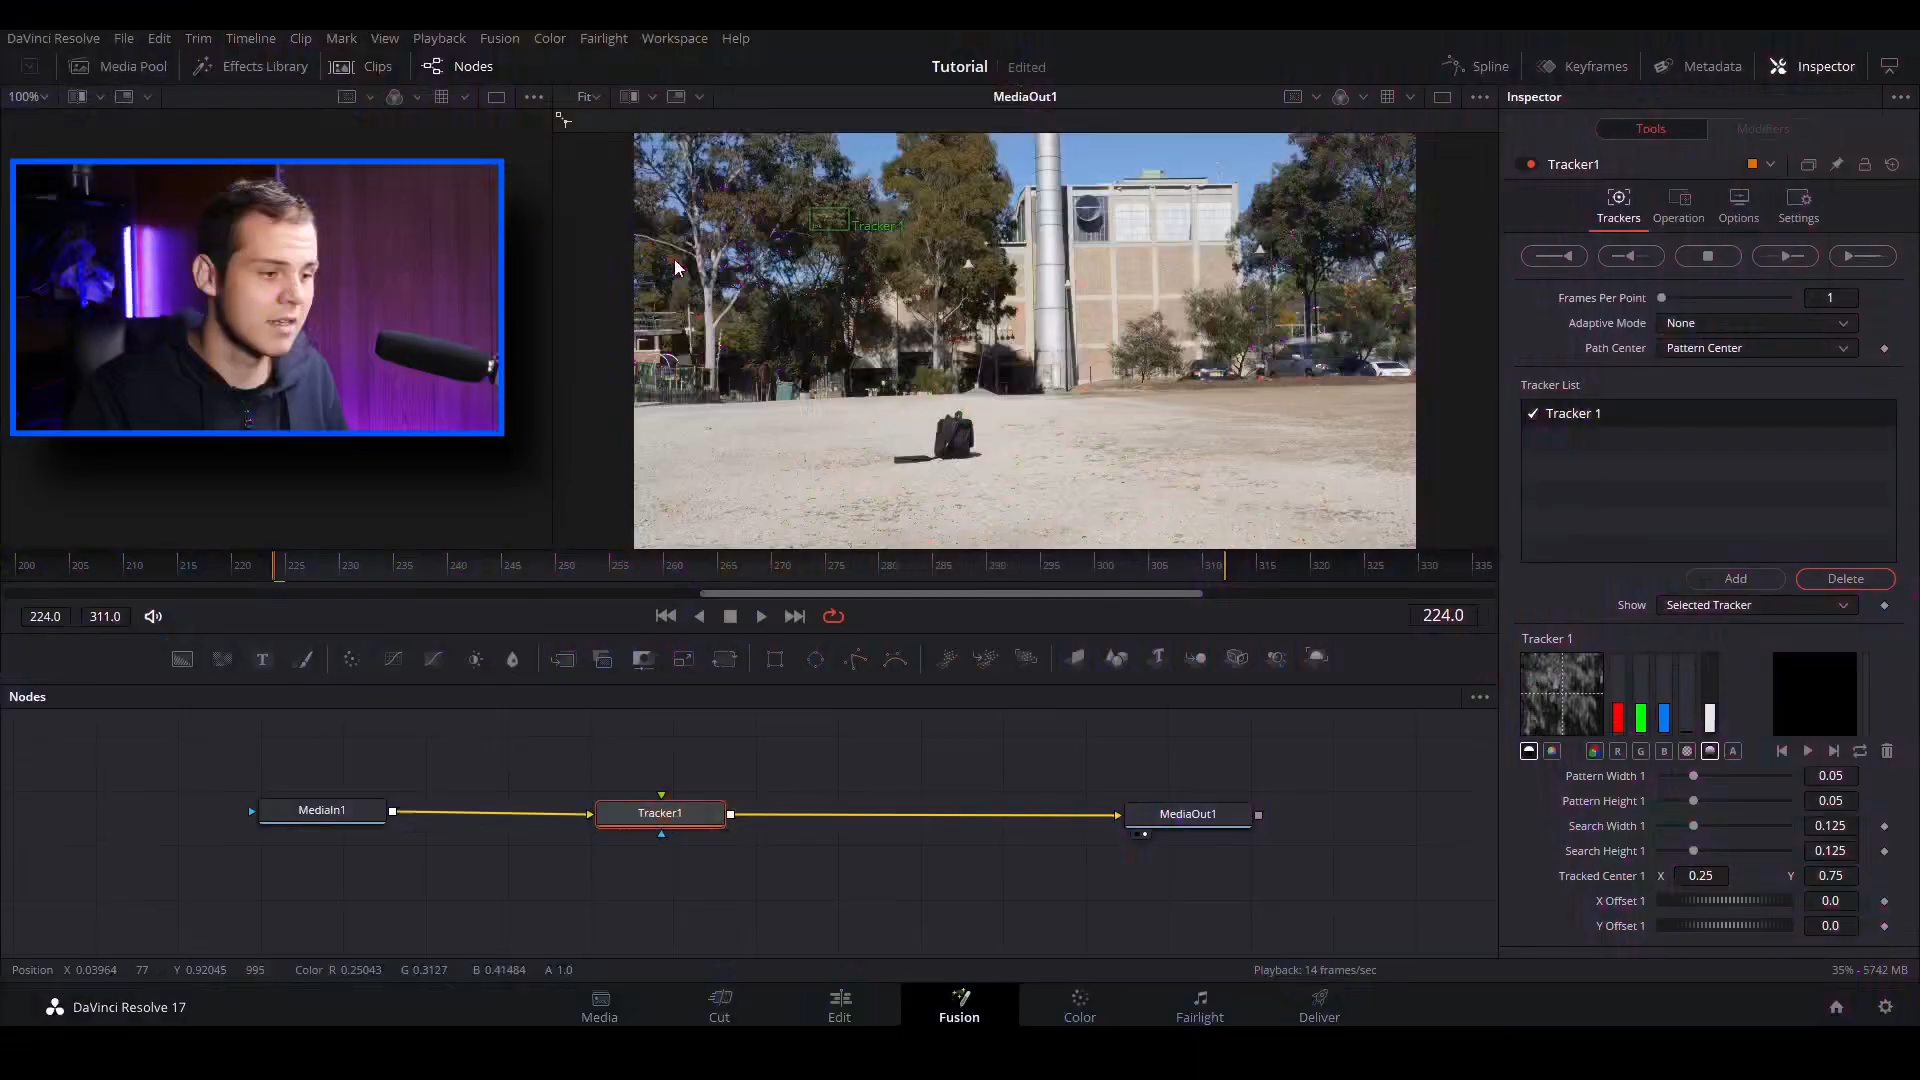 DaVinci Resolve File Edit Trim Timeline Clip Mark View Playback Fusion Color Fairlight Workspace Help
Media Pool Effects Library Clips Nodes Tutorial Edited Spline Keyframes Metadata Inspector
100% Fit MediaOut1 Inspector
Tools Modifiers
Tracker1
Trackers Operation Options Settings
Tracker 1
Frames Per Point 1
Adaptive Mode None
Path Center Pattern Center
Tracker List
Tracker 1
200 205 210 215 220 225 230 235 240 245 250 255 260 265 270 275 280 285 290 295 300 305 310 315 320 325 330 335
Add Delete
Show Selected Tracker
224.0 311.0 224.0
Tracker 1
T
Nodes
R G B A
Pattern Width 1 0.05
Pattern Height 1 0.05
Search Width 1 0.125
Search Height 1 0.125
Tracked Center 1 X 0.25 Y 0.75
X Offset 1 0.0
Y Offset 1 0.0
MediaIn1 Tracker1 MediaOut1
Position X 0.03964 77 Y 0.92045 995 Color R 0.25043 G 0.3127 B 0.41484 A 1.0 Playback: 14 frames/sec 35% - 5742 MB
DaVinci Resolve 17 Media Cut Edit Fusion Color Fairlight Deliver